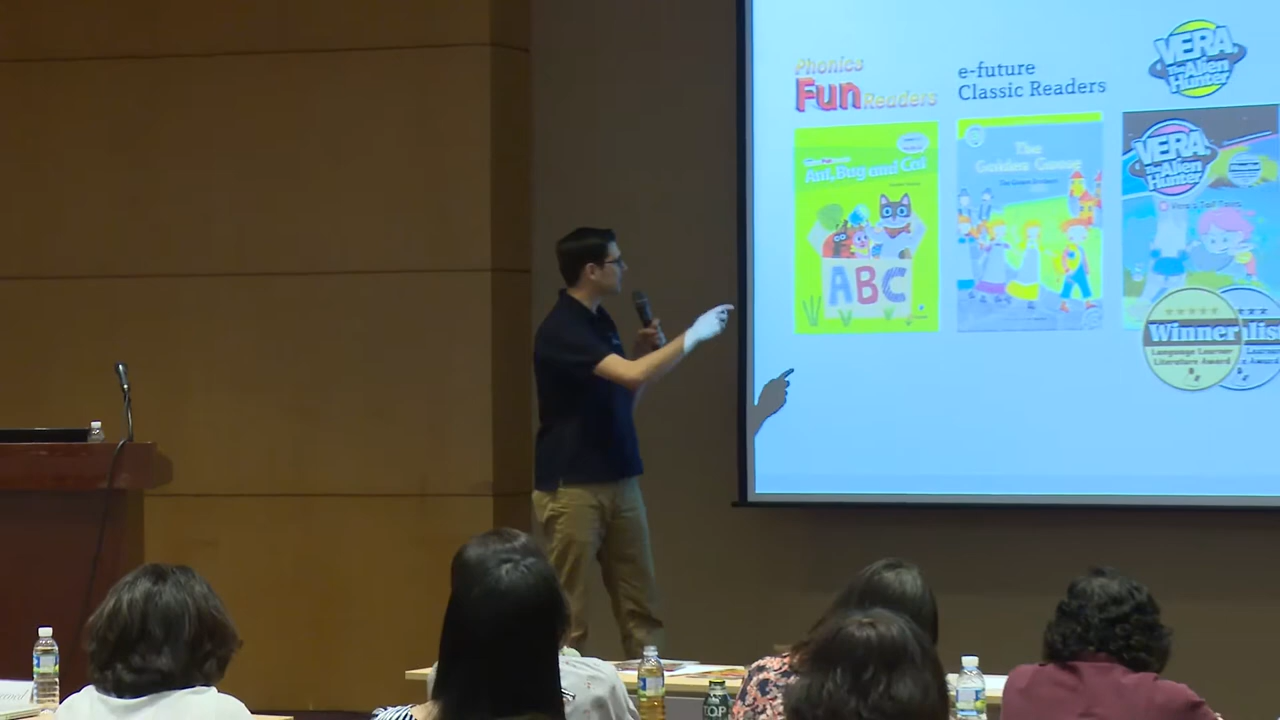 Phonics
Fun Readers
e-future
Classic Readers
VERA
The Alien
Hunter
Ant, Bug and Cat
ABC
The
Golden Goose
VERA
The Alien
Hunter
Winner
Language Learner
Literature Award
TOP